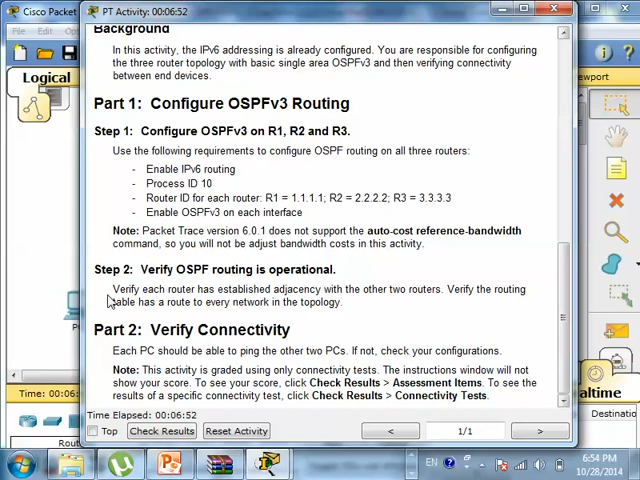 Cisco Packet
PT Activity: 00:06:52
File
Edit
Logical
Viewport
Background
In this activity, the IPv6 addressing is already configured. You are responsible for configuring
the three router topology with basic single area OSPFv3 and then verifying connectivity
between end devices.
Part 1: Configure OSPFv3 Routing
Step 1: Configure OSPFv3 on R1, R2 and R3.
Use the following requirements to configure OSPF routing on all three routers:
- Enable IPv6 routing
- Process ID 10
- Router ID for each router: R1 = 1.1.1.1; R2 = 2.2.2.2; R3 = 3.3.3.3
- Enable OSPFv3 on each interface
Note: Packet Trace version 6.0.1 does not support the auto-cost reference-bandwidth
command, so you will not be adjust bandwidth costs in this activity.
Step 2: Verify OSPF routing is operational.
Verify each router has established adjacency with the other two routers. Verify the routing
table has a route to every network in the topology.
Part 2: Verify Connectivity
Each PC should be able to ping the other two PCs. If not, check your configurations.
Note: This activity is graded using only connectivity tests. The instructions window will not
show your score. To see your score, click Check Results > Assessment Items. To see the
results of a specific connectivity test, click Check Results > Connectivity Tests.
Time: 00:06:
altime
Time Elapsed: 00:06:52
Top
Check Results
Reset Activity
<
1/1
>
Destinatio
Rout
EN
6:54 PM
10/28/2014